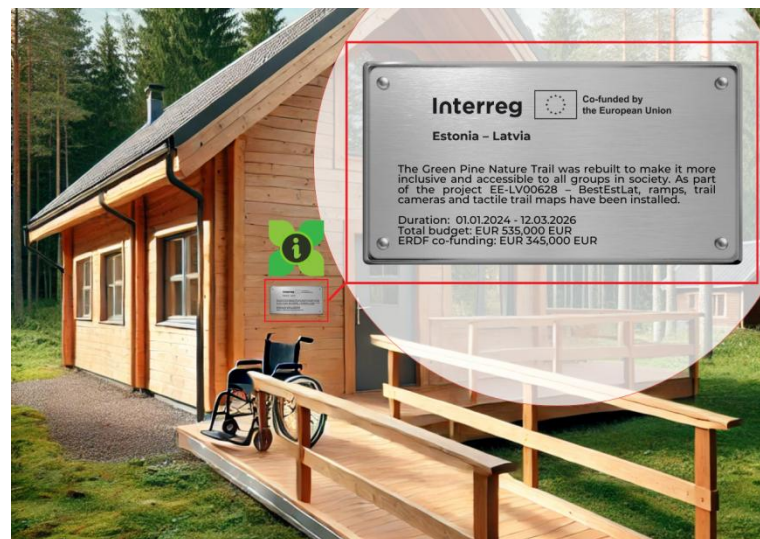 Interreg
Co-funded by
the European Union
Estonia – Latvia
The Green Pine Nature Trail was rebuilt to make it more
inclusive and accessible to all groups in society. As part
of the project EE-LV00628 – BestEstLat, ramps, trail
cameras and tactile trail maps have been installed.
Duration: 01.01.2024 - 12.03.2026
Total budget: EUR 535,000 EUR
ERDF co-funding: EUR 345,000 EUR
i
Interreg